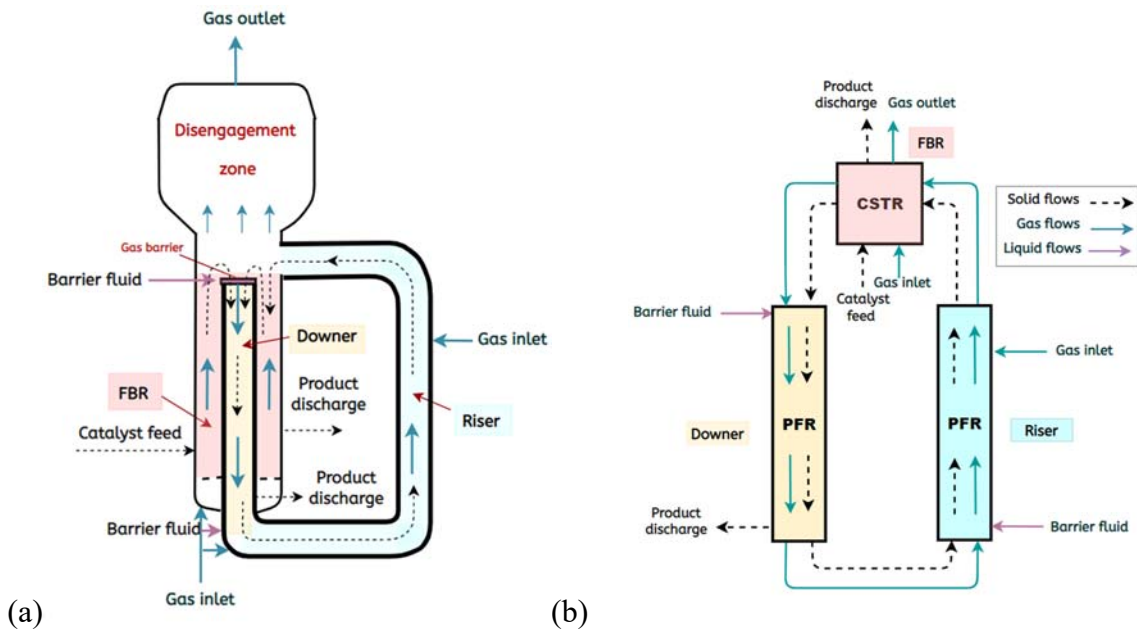 Gas outlet
Disengagement
zone
Gas barrier
Barrier fluid
Downer
Gas inlet
FBR
Product
discharge
Riser
Catalyst feed
Product
discharge
Barrier fluid
Gas inlet
(a)
Product
discharge
Gas outlet
FBR
CSTR
Solid flows
Gas flows
Liquid flows
Gas inlet
Catalyst
feed
Barrier fluid
Gas inlet
Downer
PFR
PFR
Riser
Product
discharge
Barrier fluid
(b)